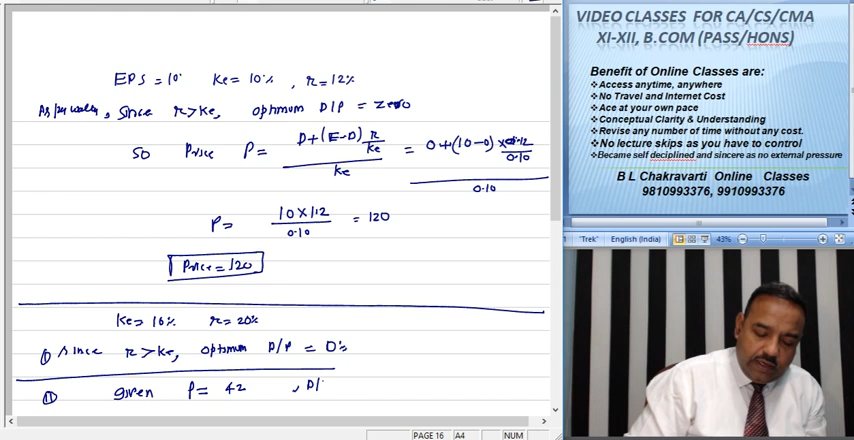 EPS = 10 Ke = 10% , r = 12%
As per walter, Since r > Ke, optimum D/P = Zero
SO Price P = D + (E-D) r/Ke / Ke = 0 + (10-0) × 0.12/0.10 / 0.10
P = 10 × 1.12 / 0.10 = 120
Price = 120
Ke = 16% r = 20%
(i) Since r > Ke, optimum D/P = 0%
(ii) given P = 42 , D/
PAGE 16 A4 NUM
VIDEO CLASSES FOR CA/CS/CMA
XI-XII, B.COM (PASS/HONS)
Benefit of Online Classes are:
❖Access anytime, anywhere
❖No Travel and Internet Cost
❖Ace at your own pace
❖Conceptual Clarity & Understanding
❖Revise any number of time without any cost.
❖No lecture skips as you have to control
❖Became self deciplined and sincere as no external pressure
B L Chakravarti Online Classes
9810993376, 9910993376
"Trek" English (India) 43%